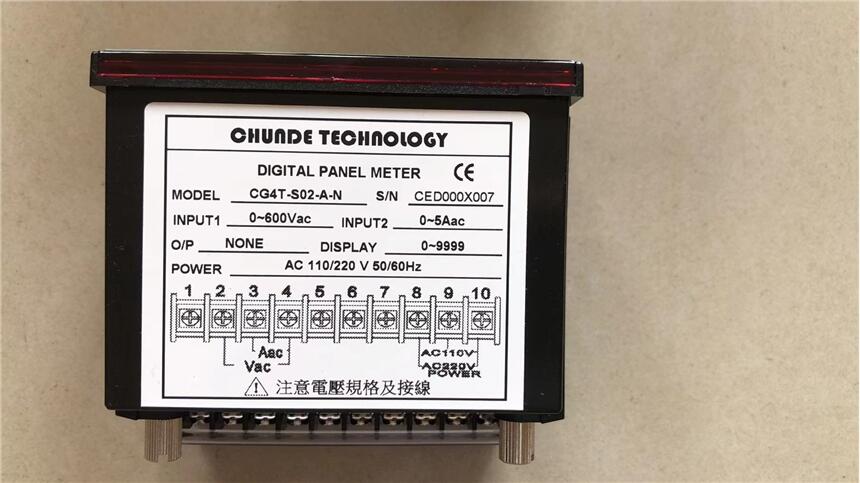 CHUNDE TECHNOLOGY
DIGITAL PANEL METER CE
MODEL CG4T-S02-A-N S/N CED000X007
INPUT1 0~600Vac INPUT2 0~5Aac
O/P NONE DISPLAY 0~9999
POWER AC 110/220 V 50/60Hz
1 2 3 4 5 6 7 8 9 10
Aac AC110V
Vac AC220V
POWER
注意電壓規格及接線